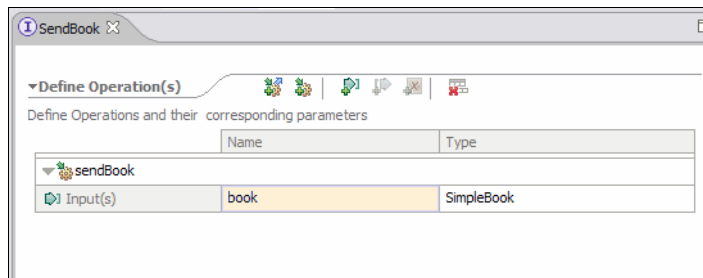 SendBook
Define Operation(s)
Define Operations and their corresponding parameters
Name Type
sendBook
Input(s) book SimpleBook